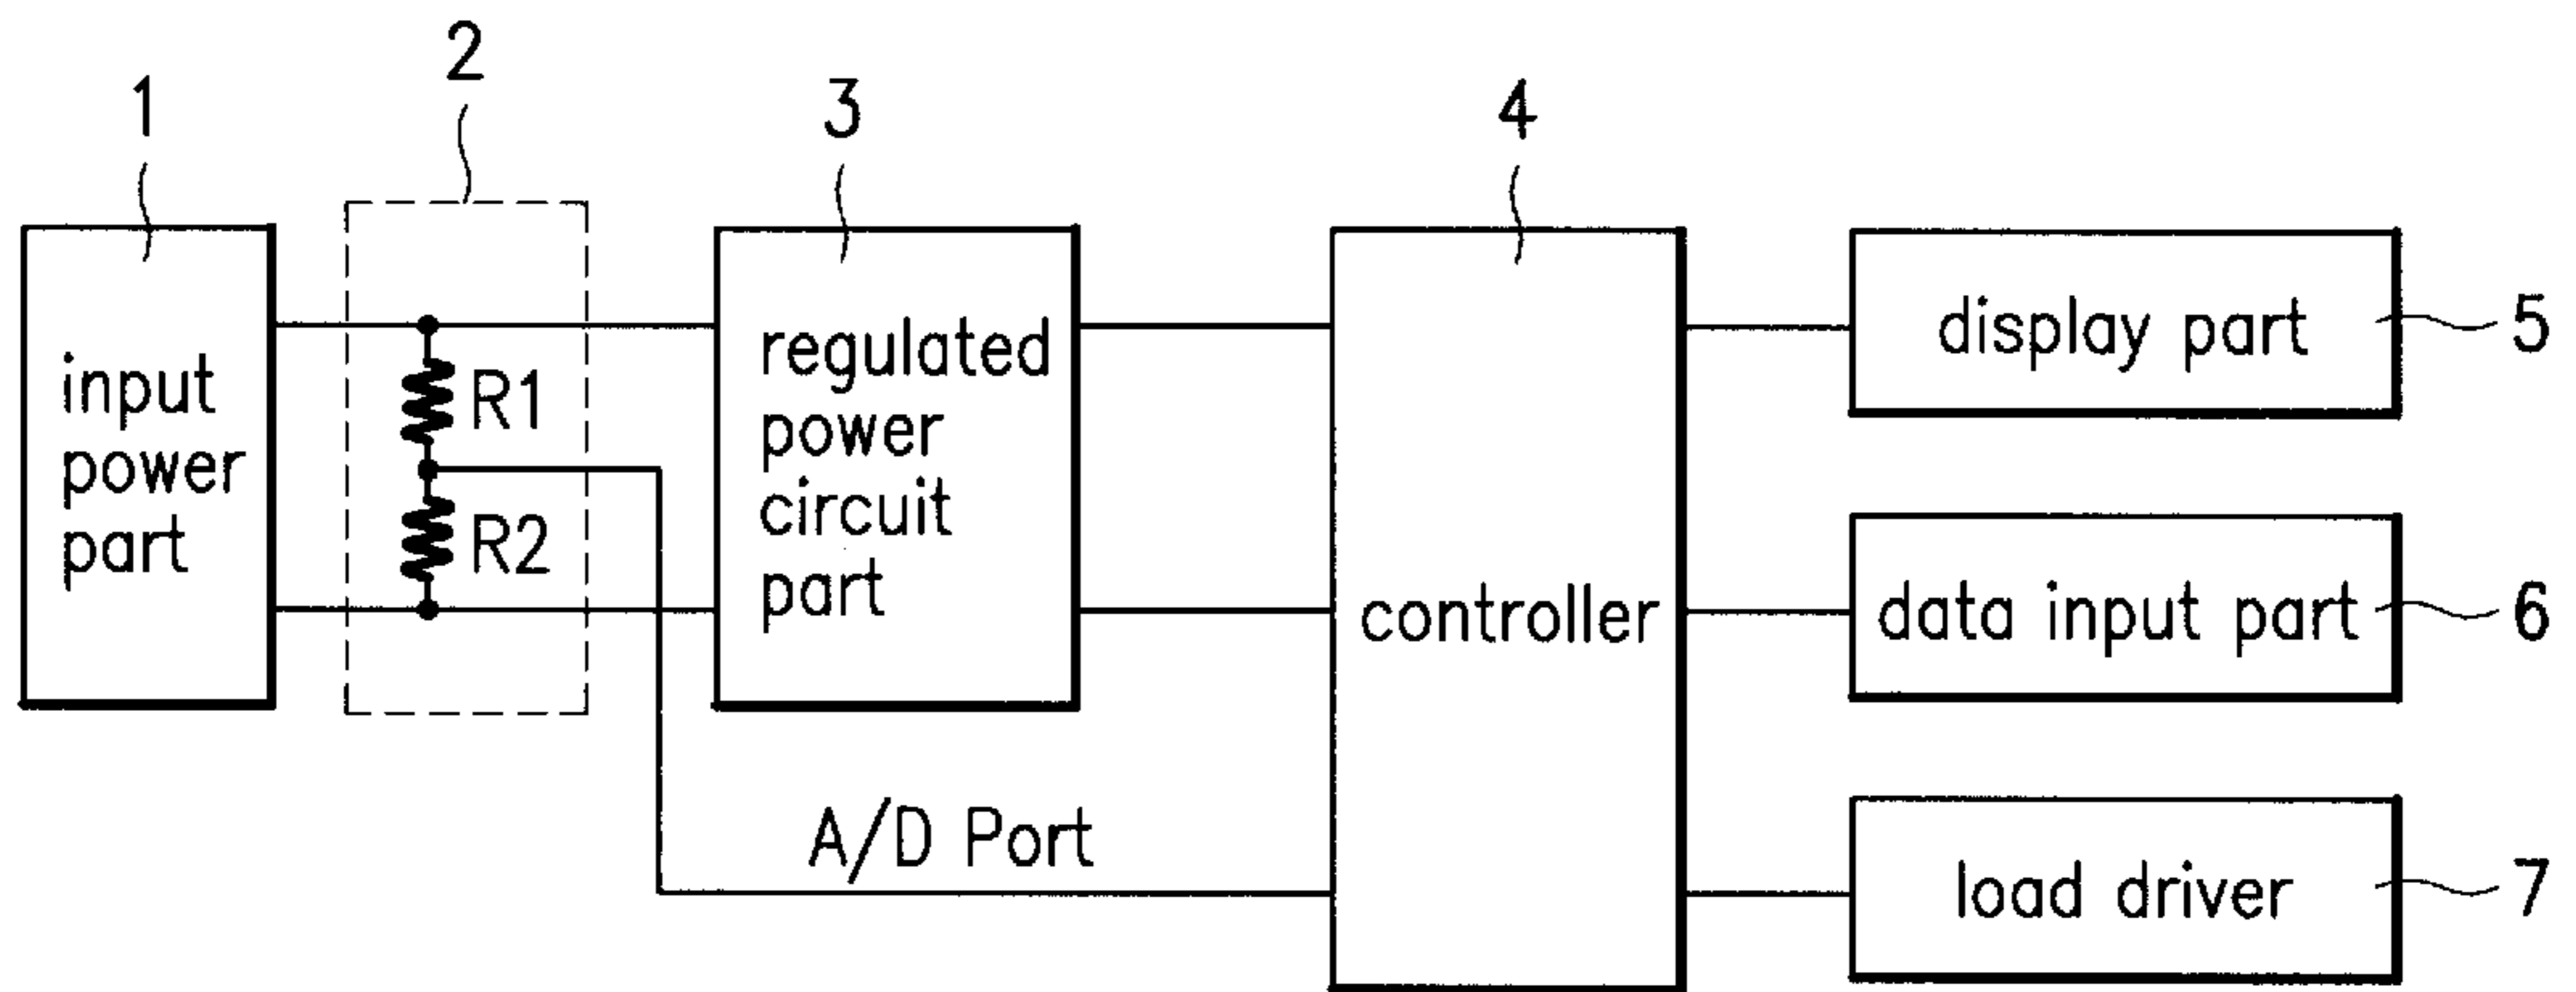 1
2
3
4
input
power
part
R1
R2
regulated
power
circuit
part
controller
display part
5
data input part
6
A/D Port
load driver
7